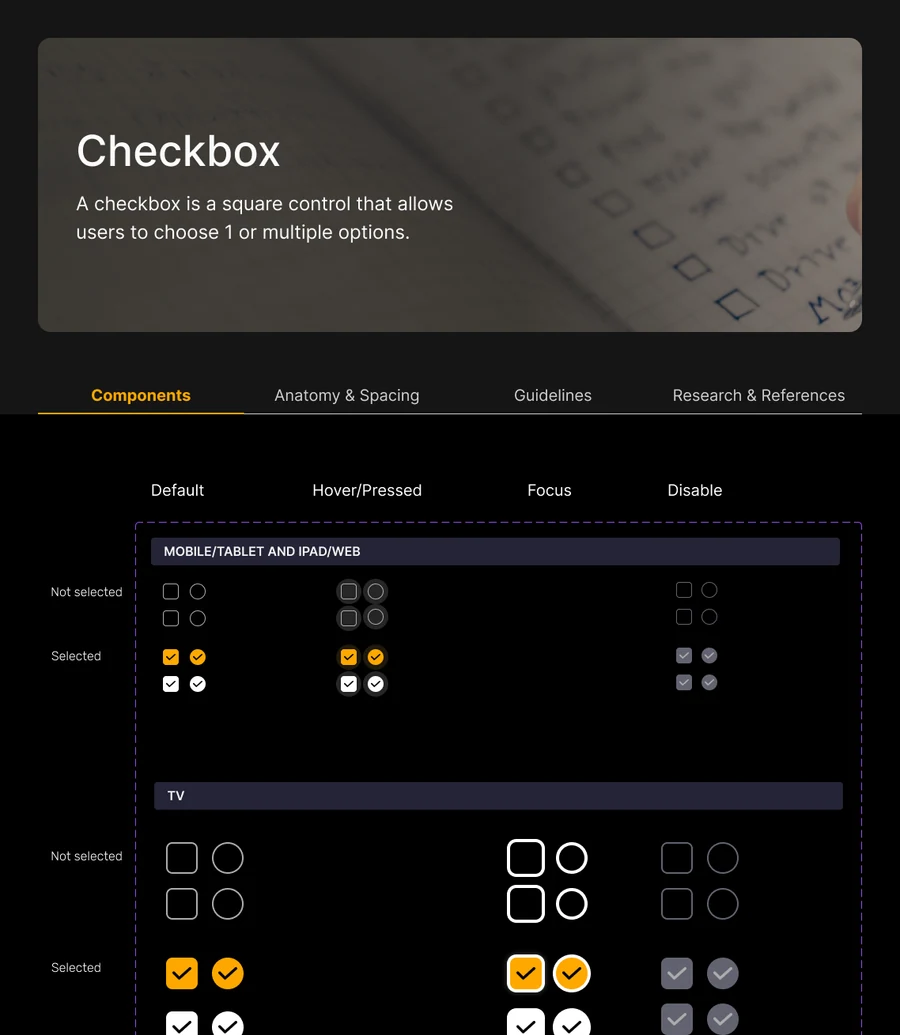 Checkbox
A checkbox is a square control that allows
users to choose 1 or multiple options.
Drive
Components
Anatomy & Spacing
Guidelines
Research & References
Default
Hover/Pressed
Focus
Disable
MOBILE/TABLET AND IPAD/WEB
Not selected
Selected
TV
Not selected
Selected